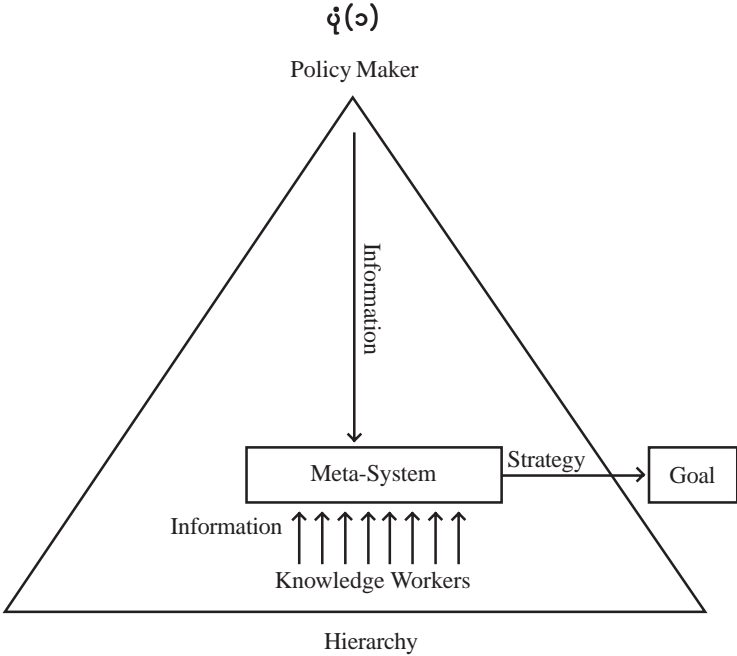 ပုံ(၁)
Policy Maker
Information
Meta-System
Strategy
Goal
Information
Knowledge Workers
Hierarchy